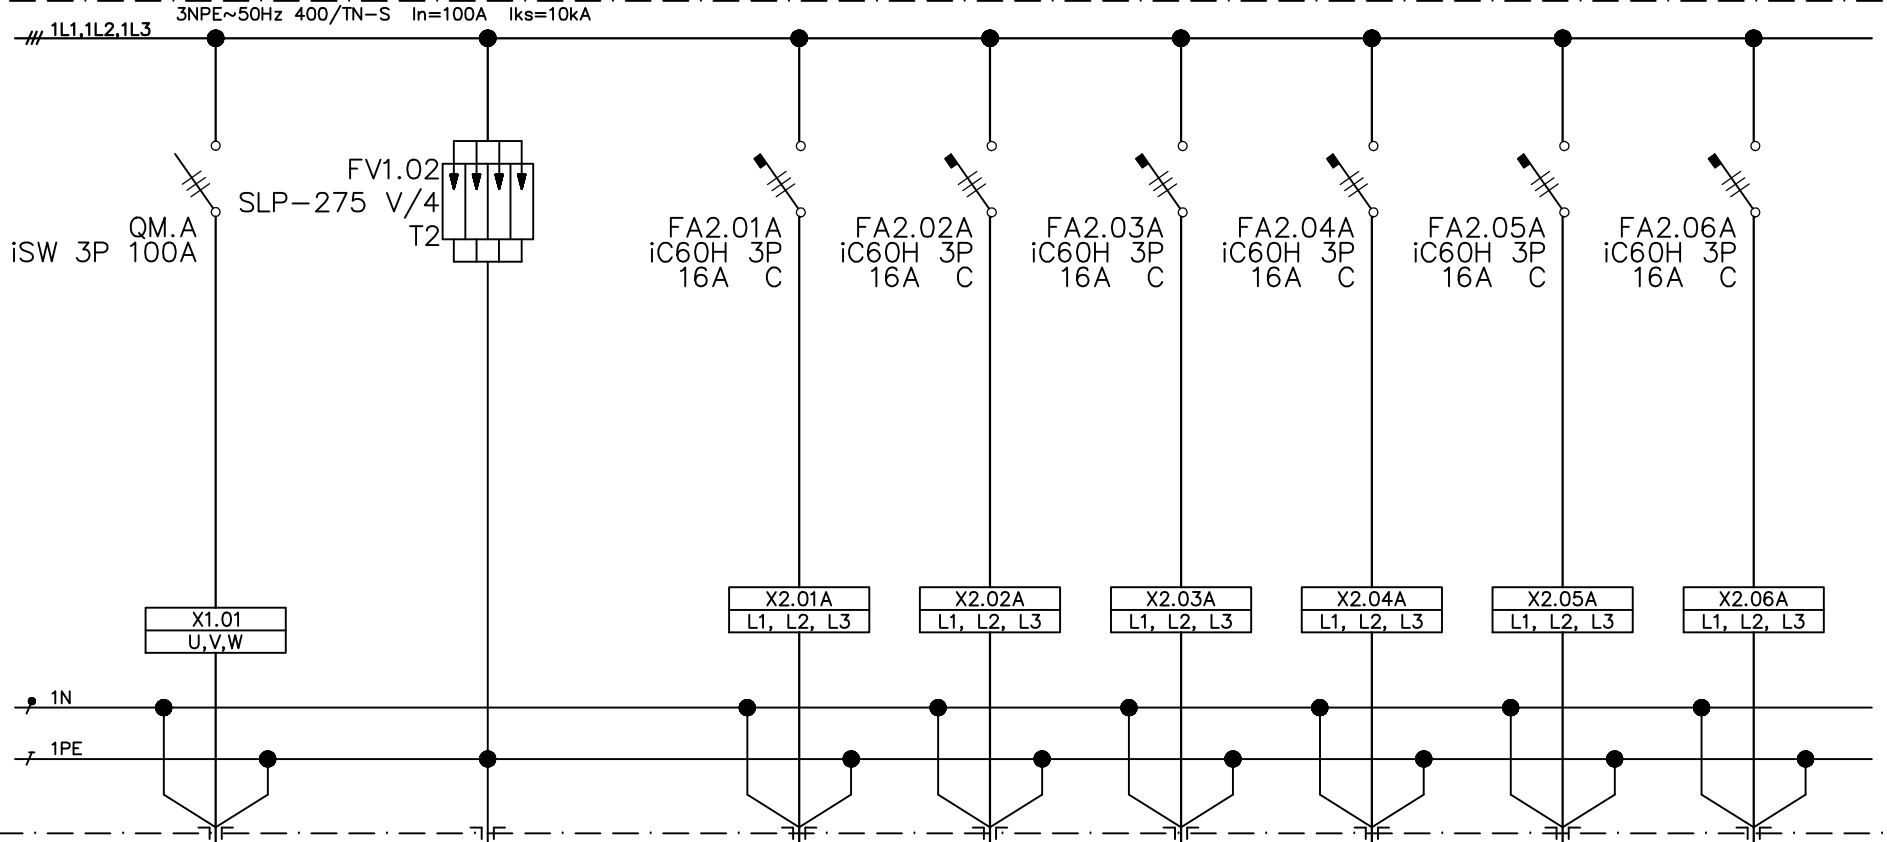 3NPE~50Hz 400/TN-S In=100A Iks=10kA
1L1,1L2,1L3
FV1.02
SLP-275 V/4
T2
QM.A
iSW 3P 100A
FA2.01A
iC60H 3P
16A C
FA2.02A
iC60H 3P
16A C
FA2.03A
iC60H 3P
16A C
FA2.04A
iC60H 3P
16A C
FA2.05A
iC60H 3P
16A C
FA2.06A
iC60H 3P
16A C
X1.01
U,V,W
X2.01A
L1, L2, L3
X2.02A
L1, L2, L3
X2.03A
L1, L2, L3
X2.04A
L1, L2, L3
X2.05A
L1, L2, L3
X2.06A
L1, L2, L3
1N
1PE